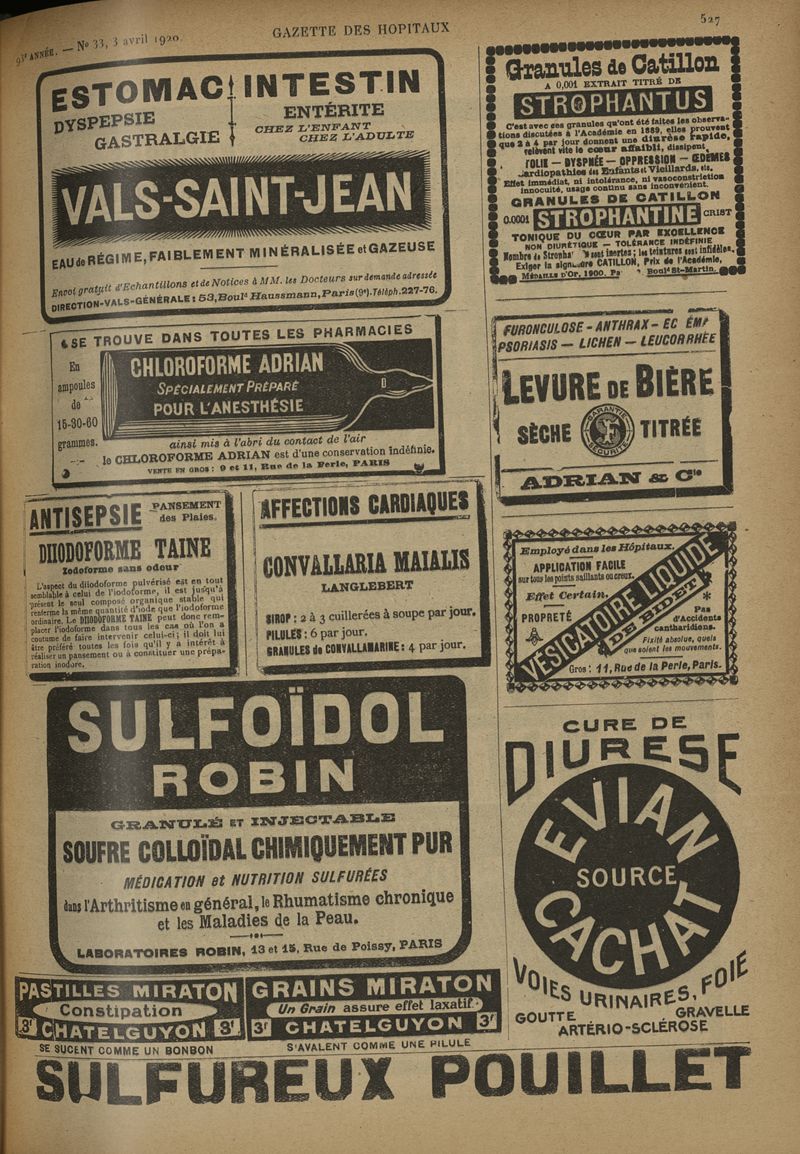 93e ANNÉE. — No 33, 3 avril 1920.
GAZETTE DES HOPITAUX
527
ESTOMAC
DYSPEPSIE
GASTRALGIE
INTESTIN
ENTÉRITE
CHEZ L'ENFANT
CHEZ L'ADULTE
VALS-SAINT-JEAN
EAU de RÉGIME, FAIBLEMENT MINÉRALISÉE et GAZEUSE
Envoi gratuit d'Echantillons et de Notices à MM. les Docteurs sur demande adressée
DIRECTION-VALS-GÉNÉRALE : 53, Bould Haussmann, Paris (9e). Téléph. 227-76.
Granules de Catillon
A 0,001 EXTRAIT TITRÉ DE
STROPHANTUS
C'est avec ces granules qu'ont été faites les observa-
tions discutées à l'Académie en 1889, elles prouvent
que 2 à 4 par jour donnent une diurèse rapide,
relèvent vite le cœur affaibli, dissipent
— DYSPNÉE — OPPRESSION — ŒDÈMES
Cardiopathies des Enfants et Vieillards, etc.
Effet immédiat, ni intolérance, ni vasoconstriction
innocuité, usage continu sans inconvénient.
GRANULES DE CATILLON
0.0001 STROPHANTINE CRIST
TONIQUE DU CŒUR PAR EXCELLENCE
NON DIURÉTIQUE — TOLÉRANCE INDÉFINIE
Nombre de Stropha sont inertes ; les teintures sont infidèles.
Exiger la signature CATILLON, Prix de l'Académie,
MÉDAILLE D'OR, 1900. Bould St-Martin.
SE TROUVE DANS TOUTES LES PHARMACIES
En
ampoules
de
15-30-60
grammes.
CHLOROFORME ADRIAN
SPÉCIALEMENT PRÉPARÉ
POUR L'ANESTHÉSIE
ainsi mis à l'abri du contact de l'air
le CHLOROFORME ADRIAN est d'une conservation indéfinie.
VENTE EN GROS : 9 et 11, Rue de la Perle, PARIS
FURONCULOSE - ANTHRAX - EC ÉM
PSORIASIS — LICHEN — LEUCORRHÉE
LEVURE DE BIÈRE
SÈCHE
GARANTIE
SÉCURITÉ
TITRÉE
ADRIAN & Cie
ANTISEPSIE
PANSEMENT
des Plaies.
DIIODOFORME TAINE
Iodoforme sans odeur
L'aspect du diiodoforme pulvérisé est en tout
semblable à celui de l'iodoforme, il est jusqu'à
présent le seul composé organique stable qui
renferme la même quantité d'iode que l'iodoforme
ordinaire. Le DIIODOFORME TAINE peut donc rem-
placer l'iodoforme dans tous les cas où l'on a
coutume de faire intervenir celui-ci ; il doit lui
être préféré toutes les fois qu'il y a intérêt à
réaliser un pansement ou à constituer une prépa-
ration inodore.
AFFECTIONS CARDIAQUES
CONVALLARIA MAIALIS
LANGLEBERT
SIROP : 2 à 3 cuillerées à soupe par jour.
PILULES : 6 par jour.
GRANULES de CONVALLAMARINE : 4 par jour.
Employé dans les Hôpitaux.
APPLICATION FACILE
sur tous les points saillants ou creux.
Effet Certain.
PROPRETÉ
VÉSICATOIRE LIQUIDE
DE BIDET
Pas
d'Accidents
cantharidiens.
Fixité absolue, quels
que soient les mouvements.
Gros : 11, Rue de la Perle, Paris.
SULFOÏDOL
ROBIN
GRANULÉ ET INJECTABLE
SOUFRE COLLOÏDAL CHIMIQUEMENT PUR
MÉDICATION et NUTRITION SULFURÉES
dans l'Arthritisme en général, le Rhumatisme chronique
et les Maladies de la Peau.
LABORATOIRES ROBIN, 13 et 15, Rue de Poissy, PARIS
CURE DE
DIURESE
EVIAN
SOURCE
CACHAT
VOIES URINAIRES, FOIE
GOUTTE
GRAVELLE
ARTÉRIO-SCLÉROSE
PASTILLES MIRATON
Constipation
3f CHATELGUYON 3f
SE SUCENT COMME UN BONBON
GRAINS MIRATON
Un Grain assure effet laxatif
3f CHATELGUYON 3f
S'AVALENT COMME UNE PILULE
SULFUREUX POUILLET